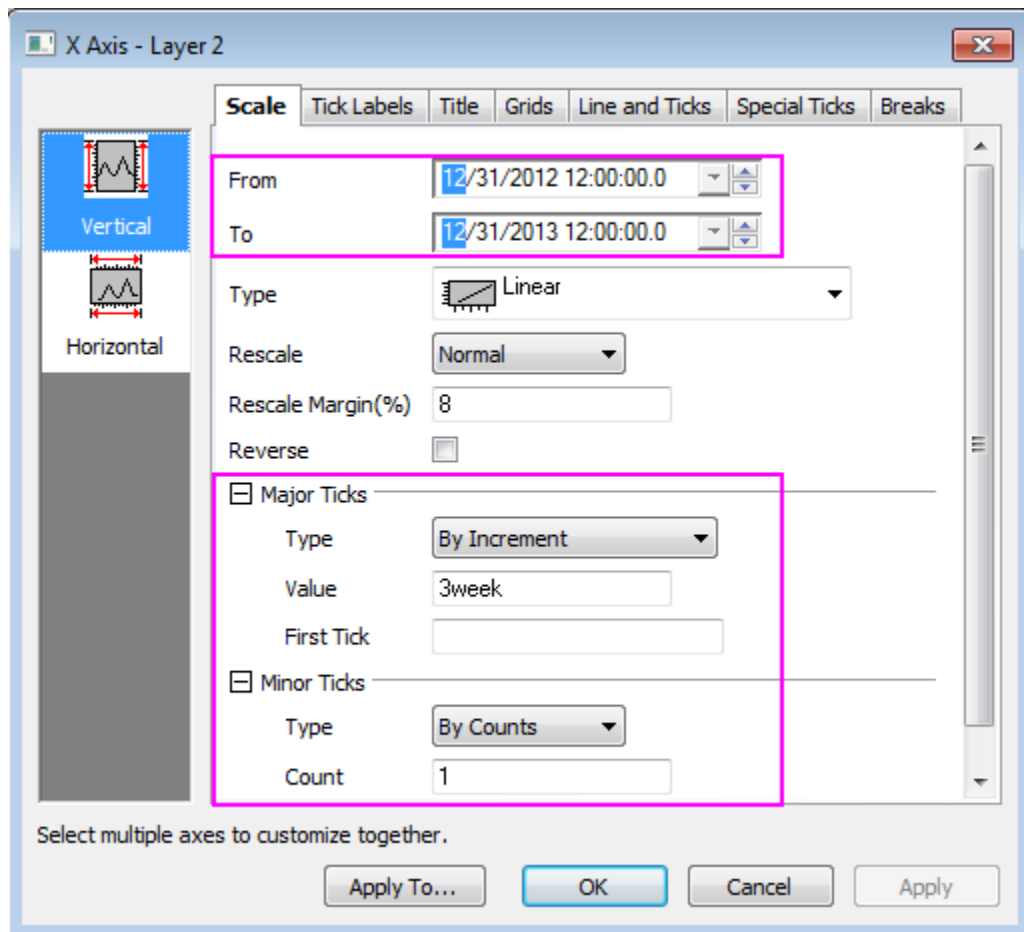 X Axis - Layer 2
Scale Tick Labels Title Grids Line and Ticks Special Ticks Breaks
Vertical
Horizontal
From 12/31/2012 12:00:00.0
To 12/31/2013 12:00:00.0
Type Linear
Rescale Normal
Rescale Margin(%) 8
Reverse
Major Ticks
Type By Increment
Value 3week
First Tick
Minor Ticks
Type By Counts
Count 1
Select multiple axes to customize together.
Apply To... OK Cancel Apply